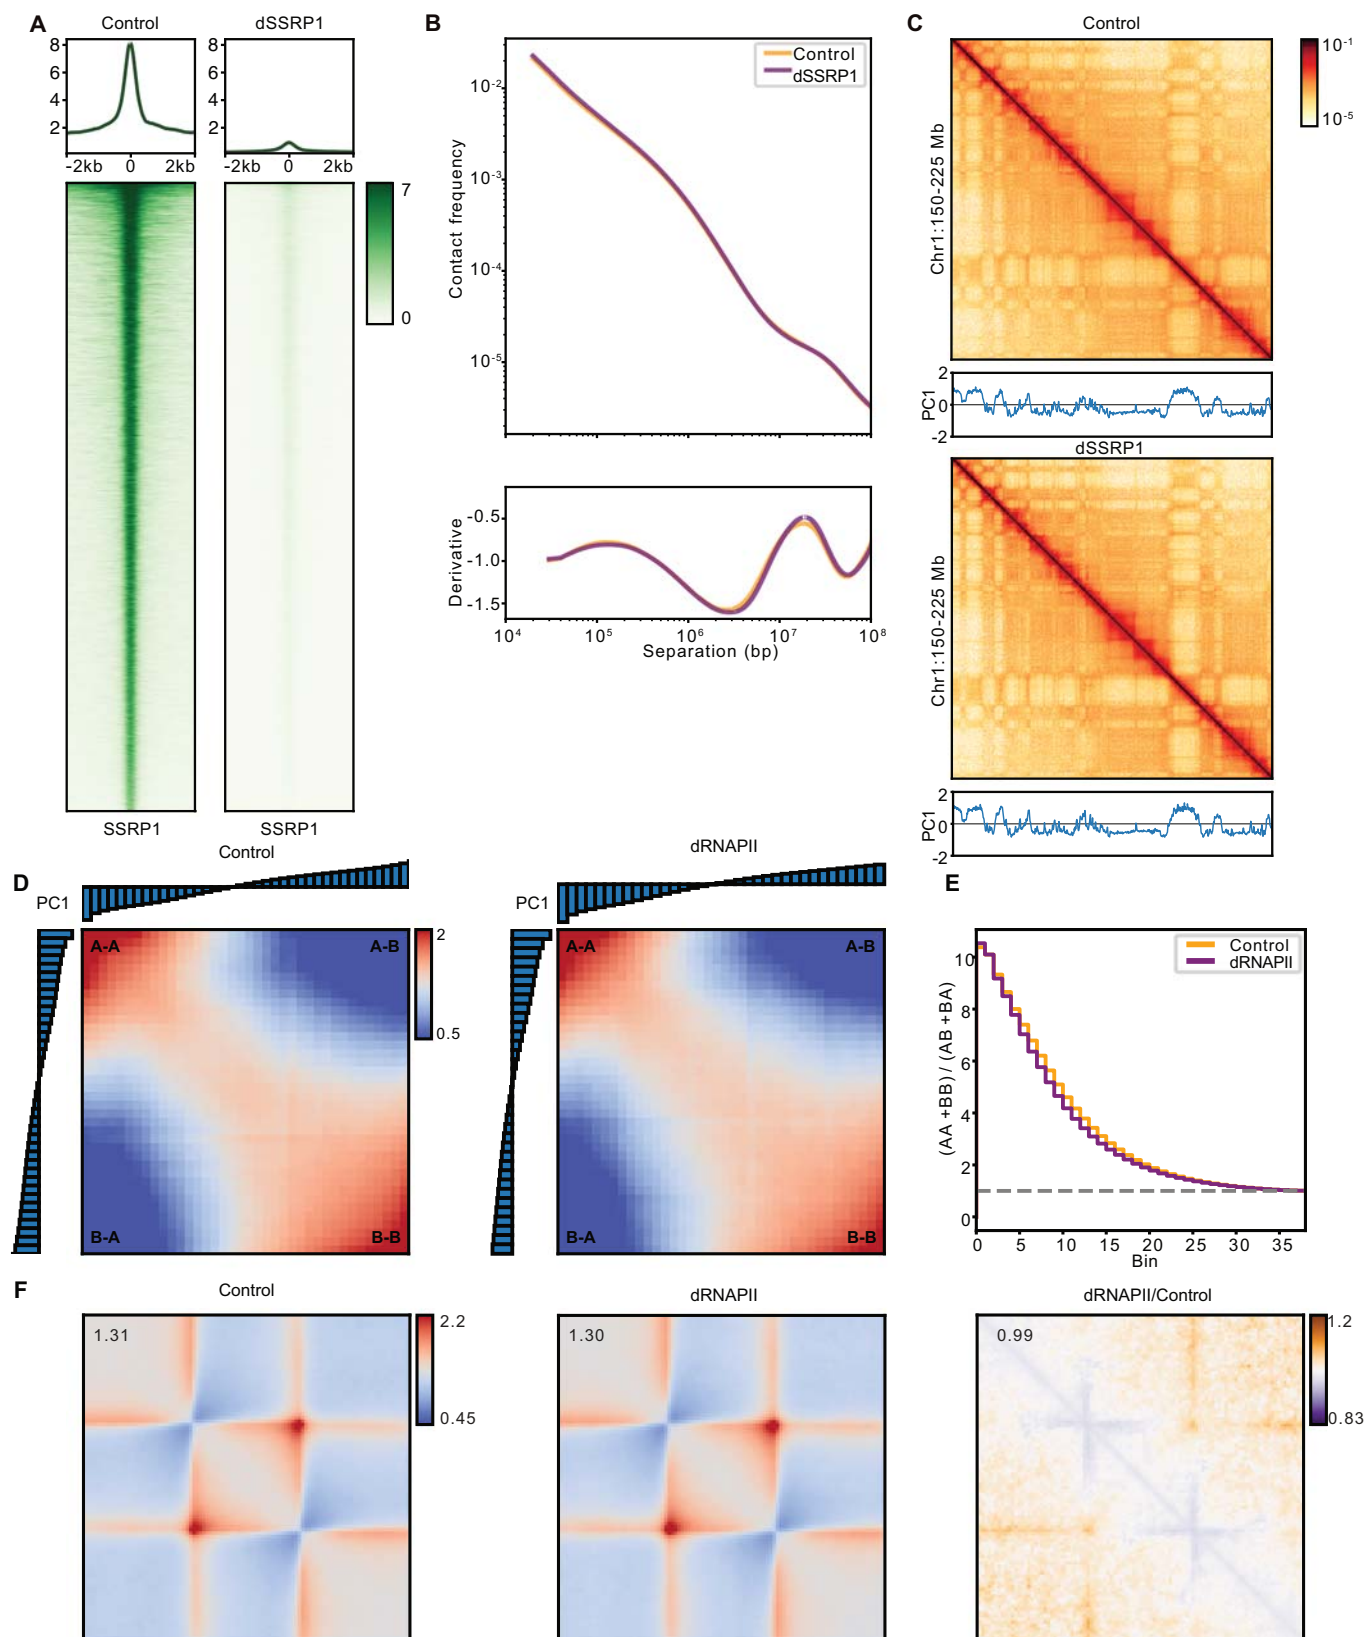 A
Control
dSSRP1
8
6
4
2
8
6
4
2
-2kb 0 2kb
-2kb 0 2kb
7
0
SSRP1
SSRP1
B
Control
dSSRP1
Contact frequency
10-2
10-3
10-4
10-5
Derivative
-0.5
-1.0
-1.5
104 105 106 107 108
Separation (bp)
C
Control
Chr1:150-225 Mb
10-1
10-5
PC1
2
0
-2
dSSRP1
Chr1:150-225 Mb
PC1
2
0
-2
D
Control
PC1
A-A A-B
B-A B-B
2
0.5
dRNAPII
PC1
A-A A-B
B-A B-B
E
Control
dRNAPII
(AA +BB) / (AB +BA)
10
8
6
4
2
0
0 5 10 15 20 25 30 35
Bin
F
Control
1.31
2.2
0.45
dRNAPII
1.30
dRNAPII/Control
0.99
1.2
0.83